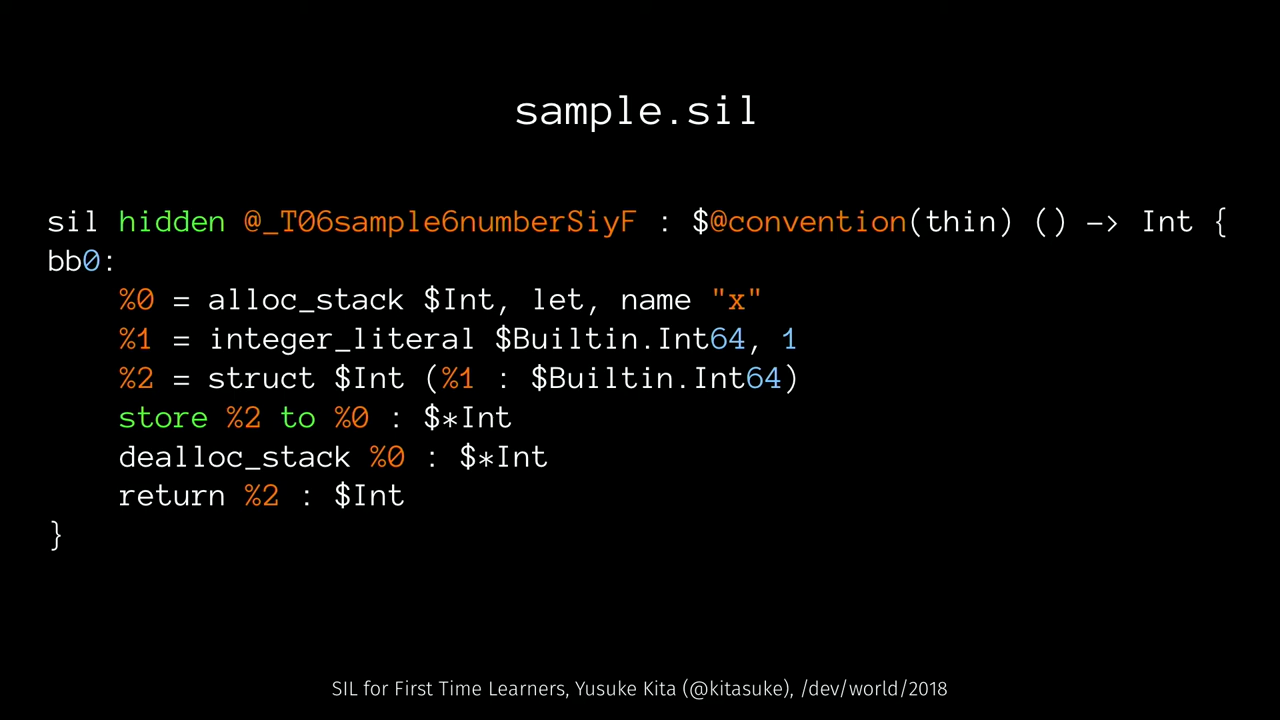 sample.sil
sil hidden @_T06sample6numberSiyF : $@convention(thin) () -> Int {
bb0:
    %0 = alloc_stack $Int, let, name "x"
    %1 = integer_literal $Builtin.Int64, 1
    %2 = struct $Int (%1 : $Builtin.Int64)
    store %2 to %0 : $*Int
    dealloc_stack %0 : $*Int
    return %2 : $Int
}
SIL for First Time Learners, Yusuke Kita (@kitasuke), /dev/world/2018